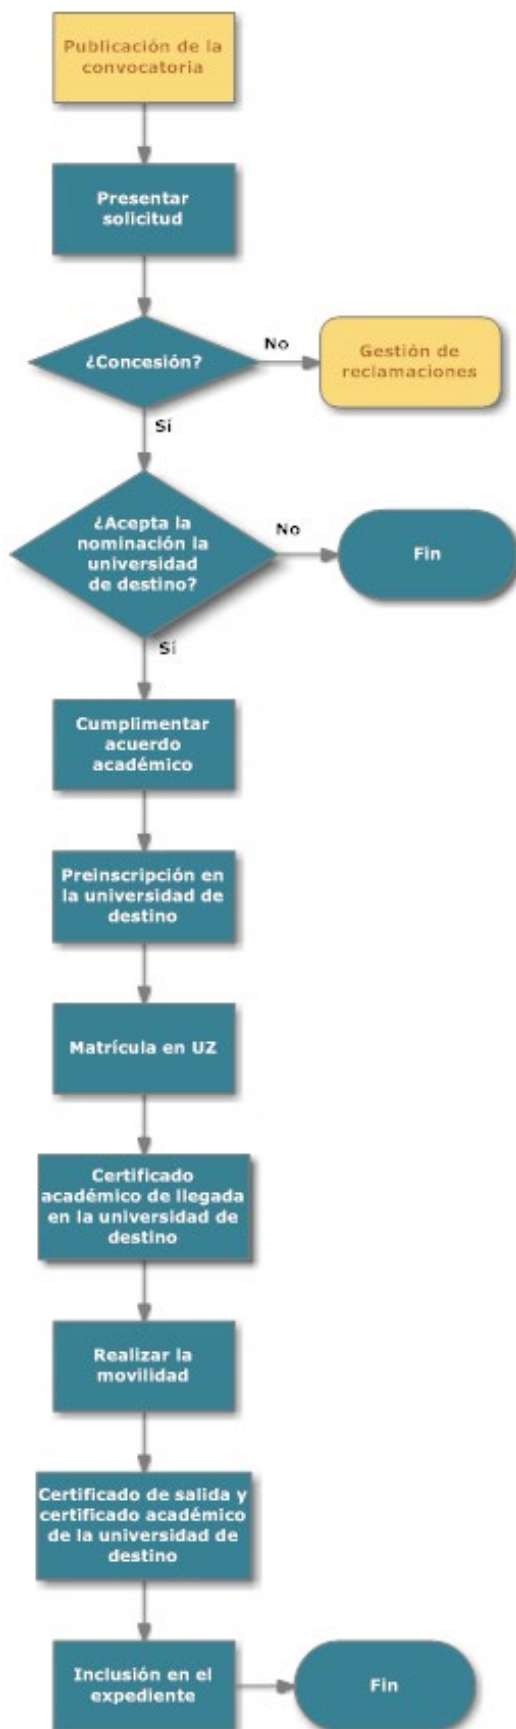 Publicación de la
convocatoria
Presentar
solicitud
¿Concesión?
No
Gestión de
reclamaciones
Sí
¿Acepta la
nominación la
universidad
de destino?
No
Fin
Sí
Cumplimentar
acuerdo
académico
Preinscripción en
la universidad de
destino
Matrícula en UZ
Certificado
académico de llegada
en la universidad de
destino
Realizar la
movilidad
Certificado de salida y
certificado académico
de la universidad de
destino
Inclusión en el
expediente
Fin